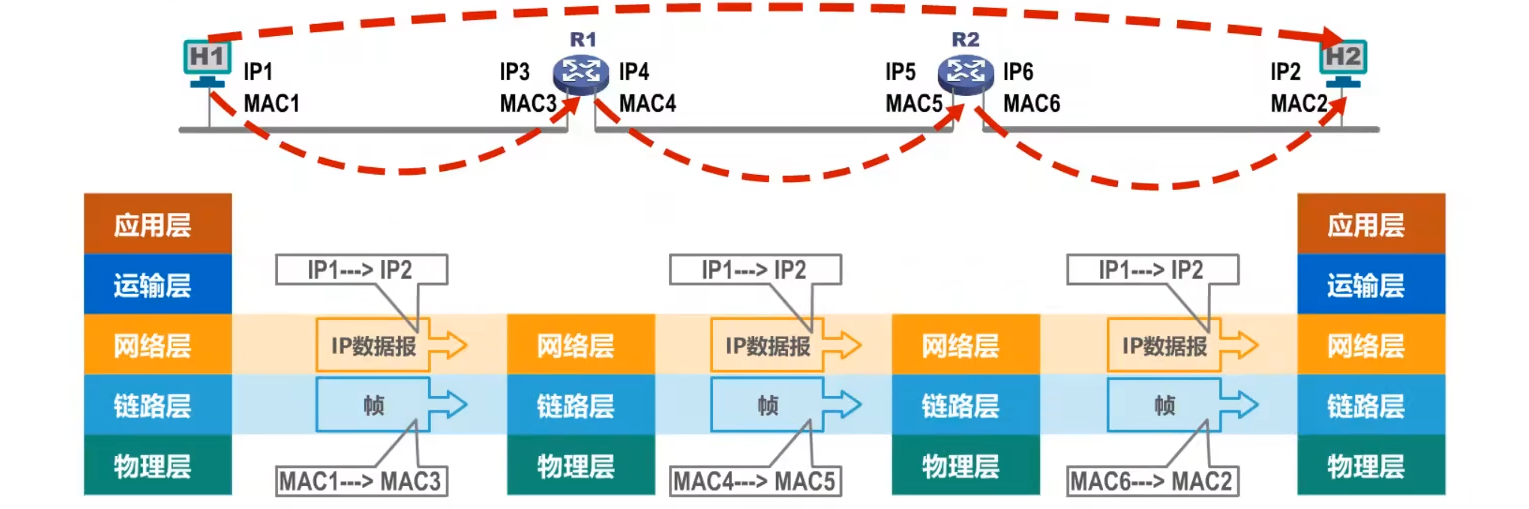 H1
R1
R2
H2
IP1
MAC1
IP3
MAC3
IP4
MAC4
IP5
MAC5
IP6
MAC6
IP2
MAC2
应用层
应用层
运输层
IP1---> IP2
IP1---> IP2
IP1---> IP2
运输层
网络层
IP数据报
网络层
IP数据报
网络层
IP数据报
网络层
链路层
帧
链路层
帧
链路层
帧
链路层
物理层
MAC1---> MAC3
物理层
MAC4---> MAC5
物理层
MAC6---> MAC2
物理层